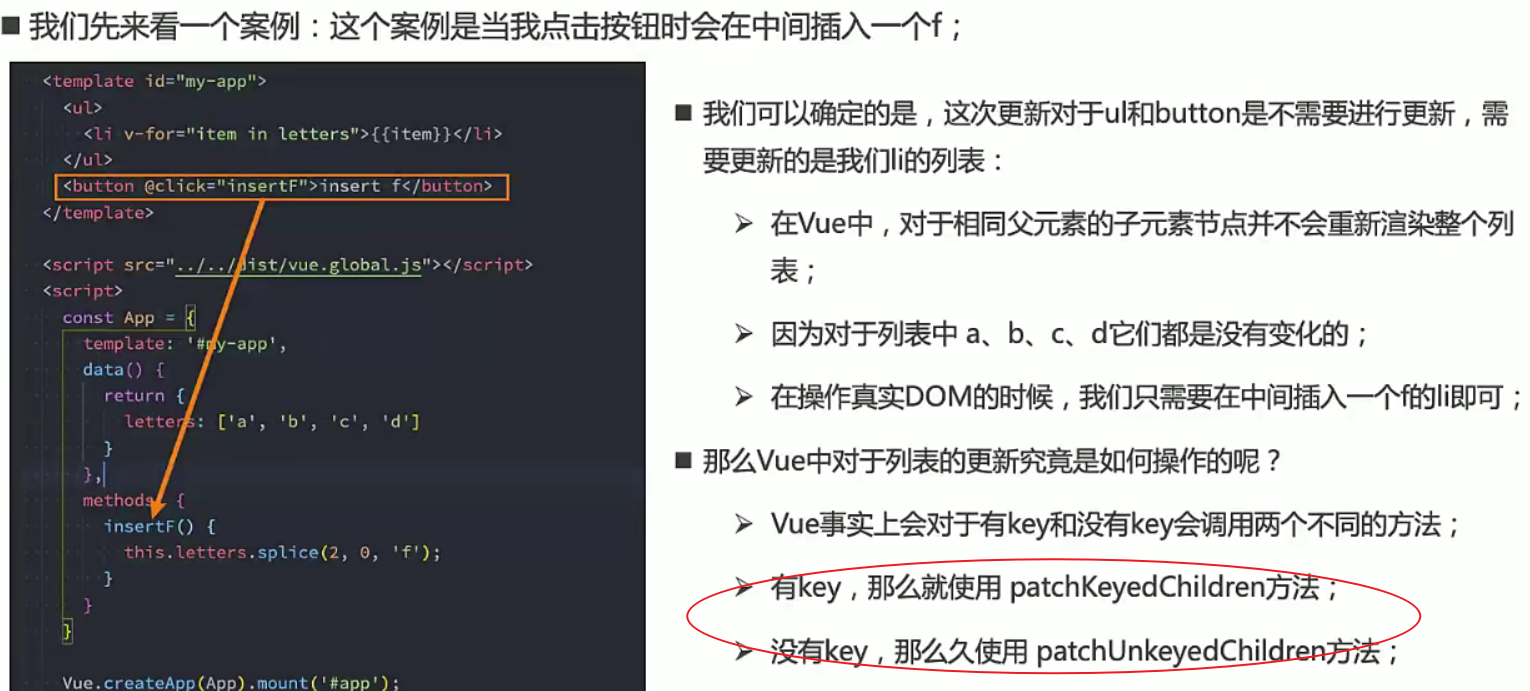 我们先来看一个案例：这个案例是当我点击按钮时会在中间插入一个f；
<template id="my-app">
<ul>
<li v-for="item in letters">{{item}}</li>
</ul>
<button @click="insertF">insert f</button>
</template>
<script src="../../dist/vue.global.js"></script>
<script>
const App = {
template: '#my-app',
data() {
return {
letters: ['a', 'b', 'c', 'd']
}
},
methods: {
insertF() {
this.letters.splice(2, 0, 'f');
}
}
}
Vue.createApp(App).mount('#app');
我们可以确定的是，这次更新对于ul和button是不需要进行更新，需
要更新的是我们li的列表：
在Vue中，对于相同父元素的子元素节点并不会重新渲染整个列
表；
因为对于列表中 a、b、c、d它们都是没有变化的；
在操作真实DOM的时候，我们只需要在中间插入一个f的li即可；
那么Vue中对于列表的更新究竟是如何操作的呢？
Vue事实上会对于有key和没有key会调用两个不同的方法；
有key，那么就使用 patchKeyedChildren方法；
没有key，那么久使用 patchUnkeyedChildren方法；